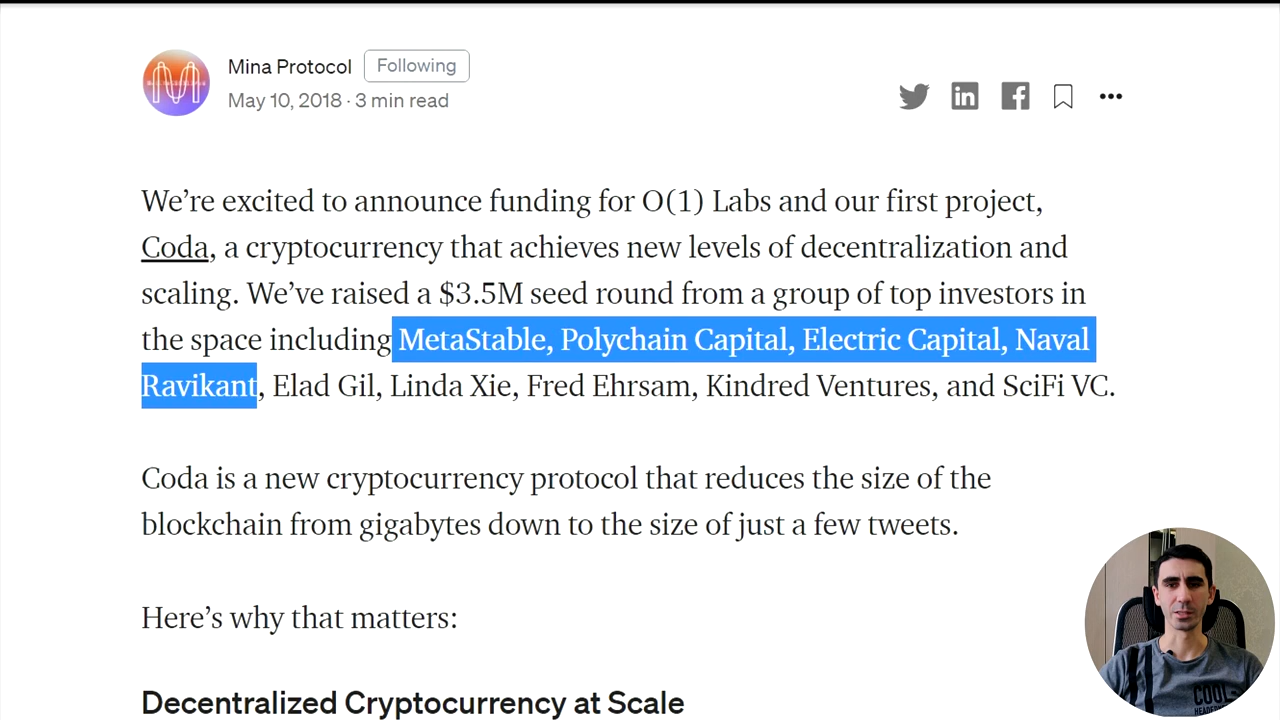 Mina Protocol Following
May 10, 2018 · 3 min read
We’re excited to announce funding for O(1) Labs and our first project,
Coda, a cryptocurrency that achieves new levels of decentralization and
scaling. We’ve raised a $3.5M seed round from a group of top investors in
the space including MetaStable, Polychain Capital, Electric Capital, Naval
Ravikant, Elad Gil, Linda Xie, Fred Ehrsam, Kindred Ventures, and SciFi VC.
Coda is a new cryptocurrency protocol that reduces the size of the
blockchain from gigabytes down to the size of just a few tweets.
Here’s why that matters:
Decentralized Cryptocurrency at Scale
COOL